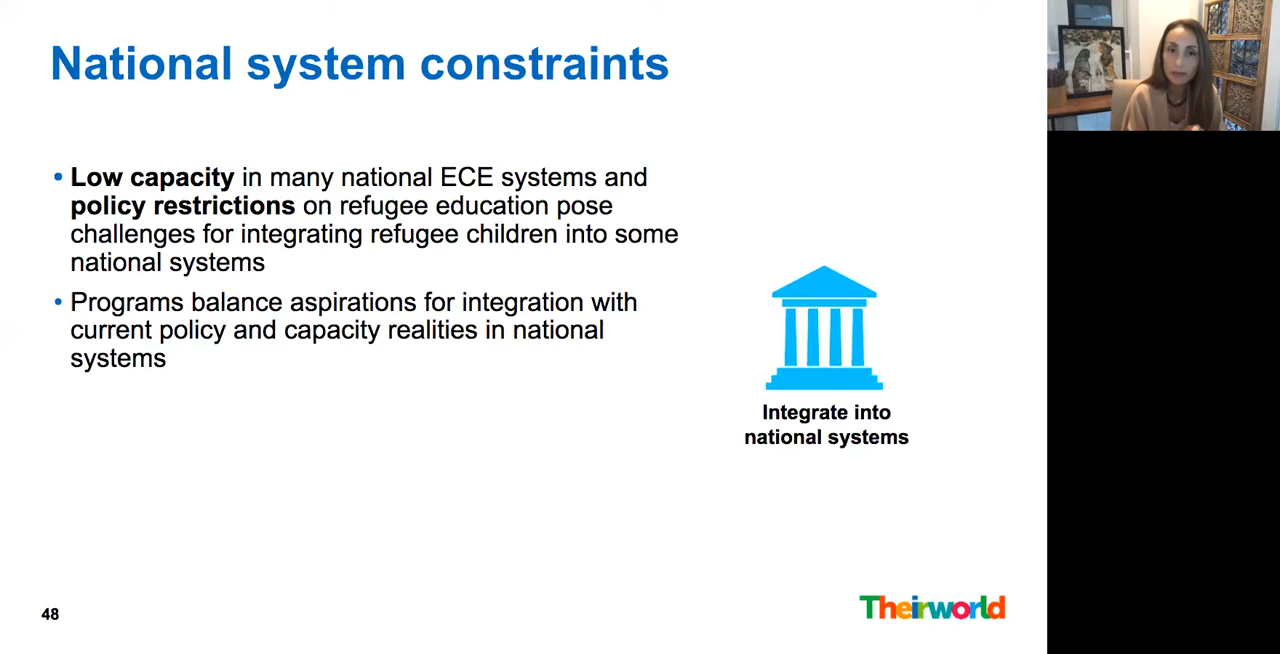 National system constraints
• Low capacity in many national ECE systems and
policy restrictions on refugee education pose
challenges for integrating refugee children into some
national systems
• Programs balance aspirations for integration with
current policy and capacity realities in national
systems
Integrate into
national systems
48
Theirworld